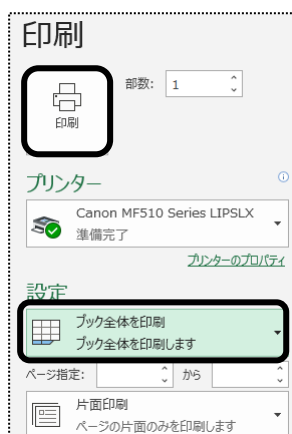 印刷
部数: 1
印刷
プリンター
Canon MF510 Series LIPSLX
準備完了
プリンターのプロパティ
設定
ブック全体を印刷
ブック全体を印刷します
ページ指定: から
片面印刷
ページの片面のみを印刷します